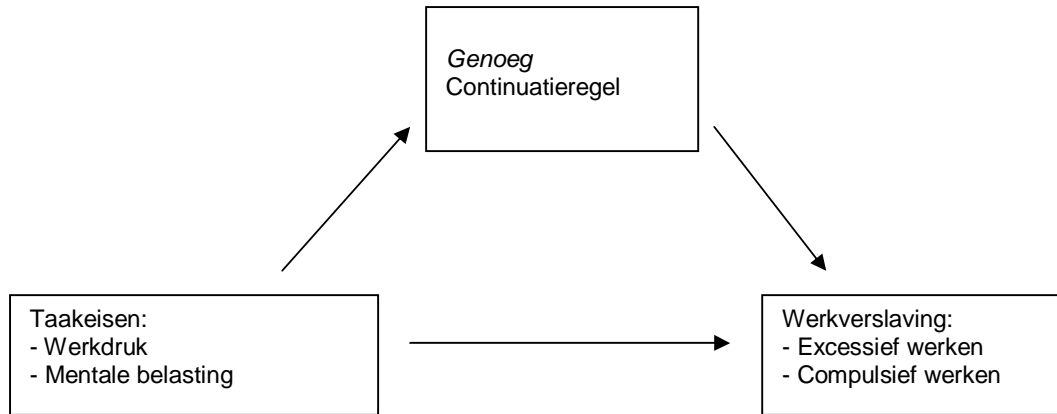 Genoeg
Continuatieregel
Taakeisen:
- Werkdruk
- Mentale belasting
Werkverslaving:
- Excessief werken
- Compulsief werken